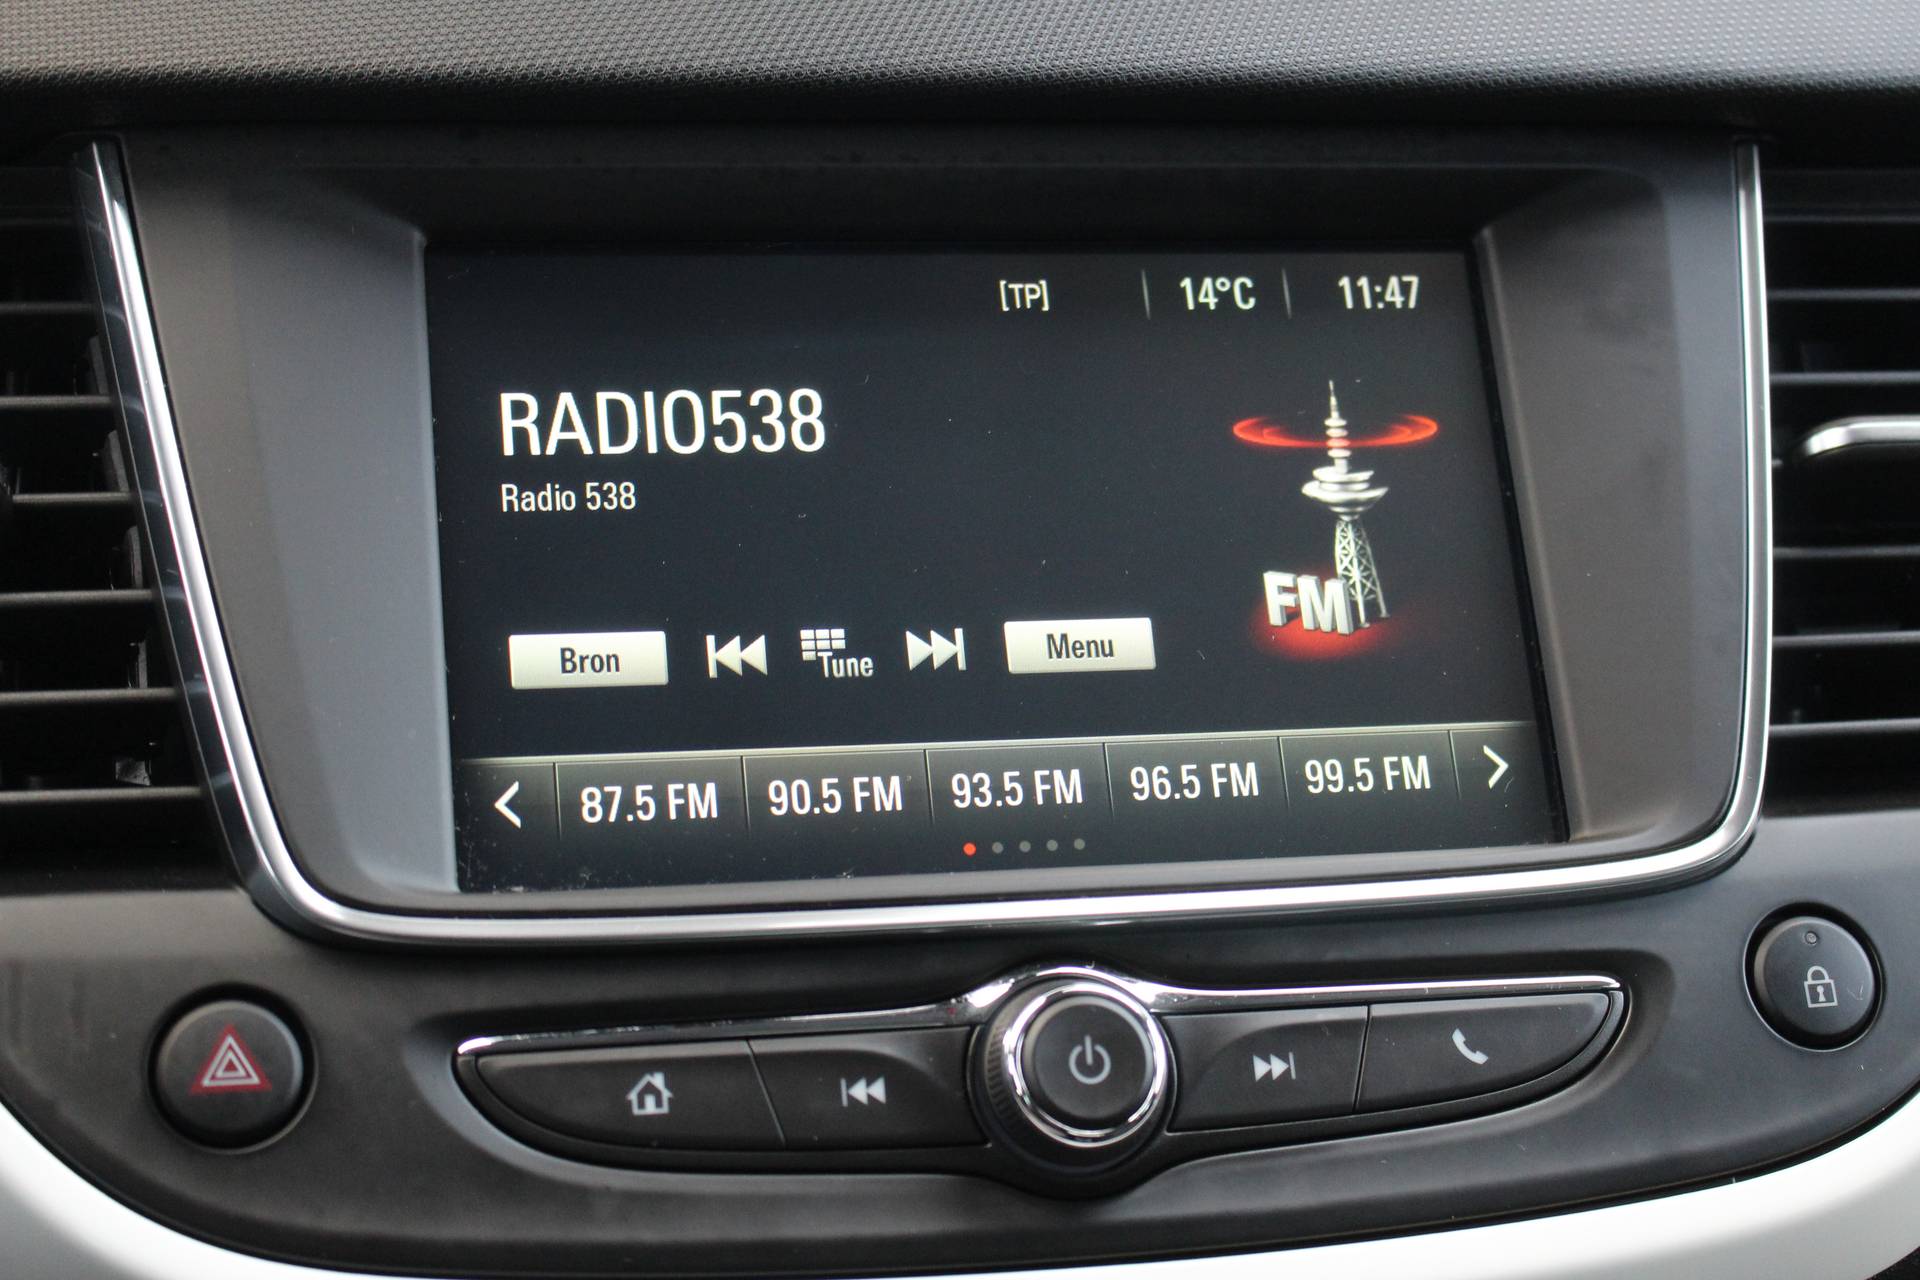 [TP] 14°C 11:47
RADIO538
Radio 538
FM
Bron Tune Menu
87.5 FM 90.5 FM 93.5 FM 96.5 FM 99.5 FM